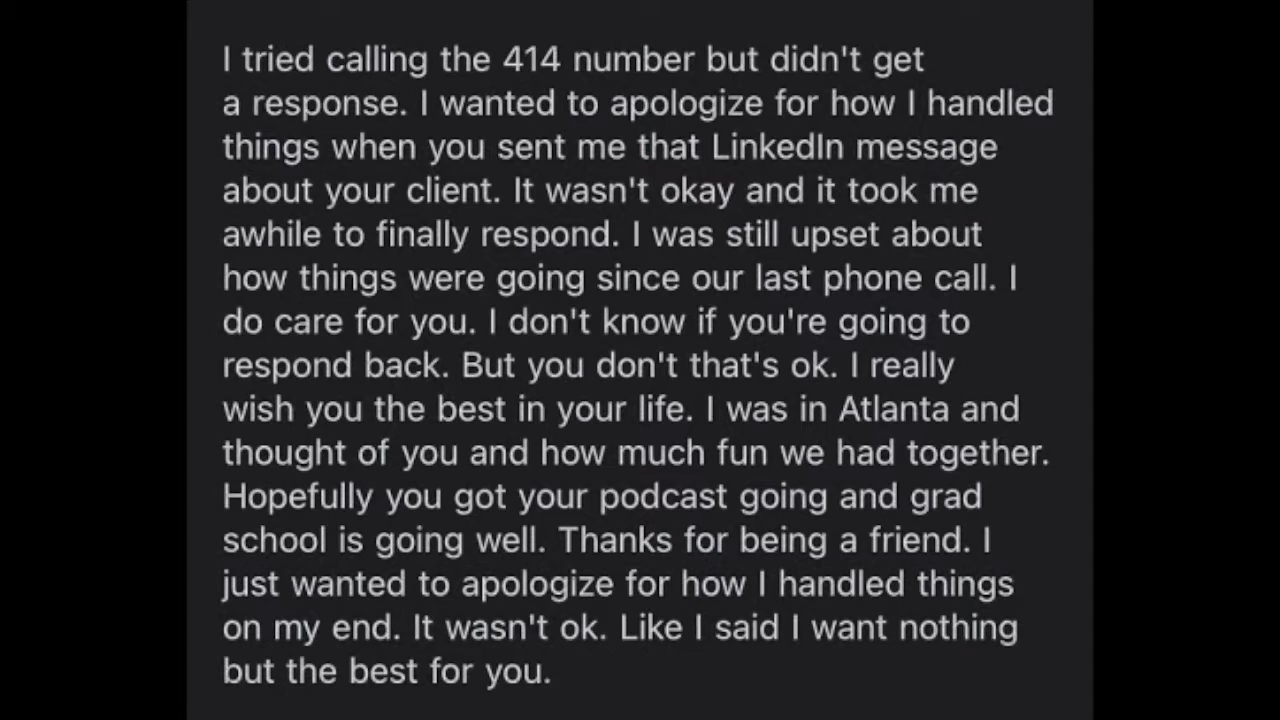 I tried calling the 414 number but didn't get
a response. I wanted to apologize for how I handled
things when you sent me that LinkedIn message
about your client. It wasn't okay and it took me
awhile to finally respond. I was still upset about
how things were going since our last phone call. I
do care for you. I don't know if you're going to
respond back. But you don't that's ok. I really
wish you the best in your life. I was in Atlanta and
thought of you and how much fun we had together.
Hopefully you got your podcast going and grad
school is going well. Thanks for being a friend. I
just wanted to apologize for how I handled things
on my end. It wasn't ok. Like I said I want nothing
but the best for you.